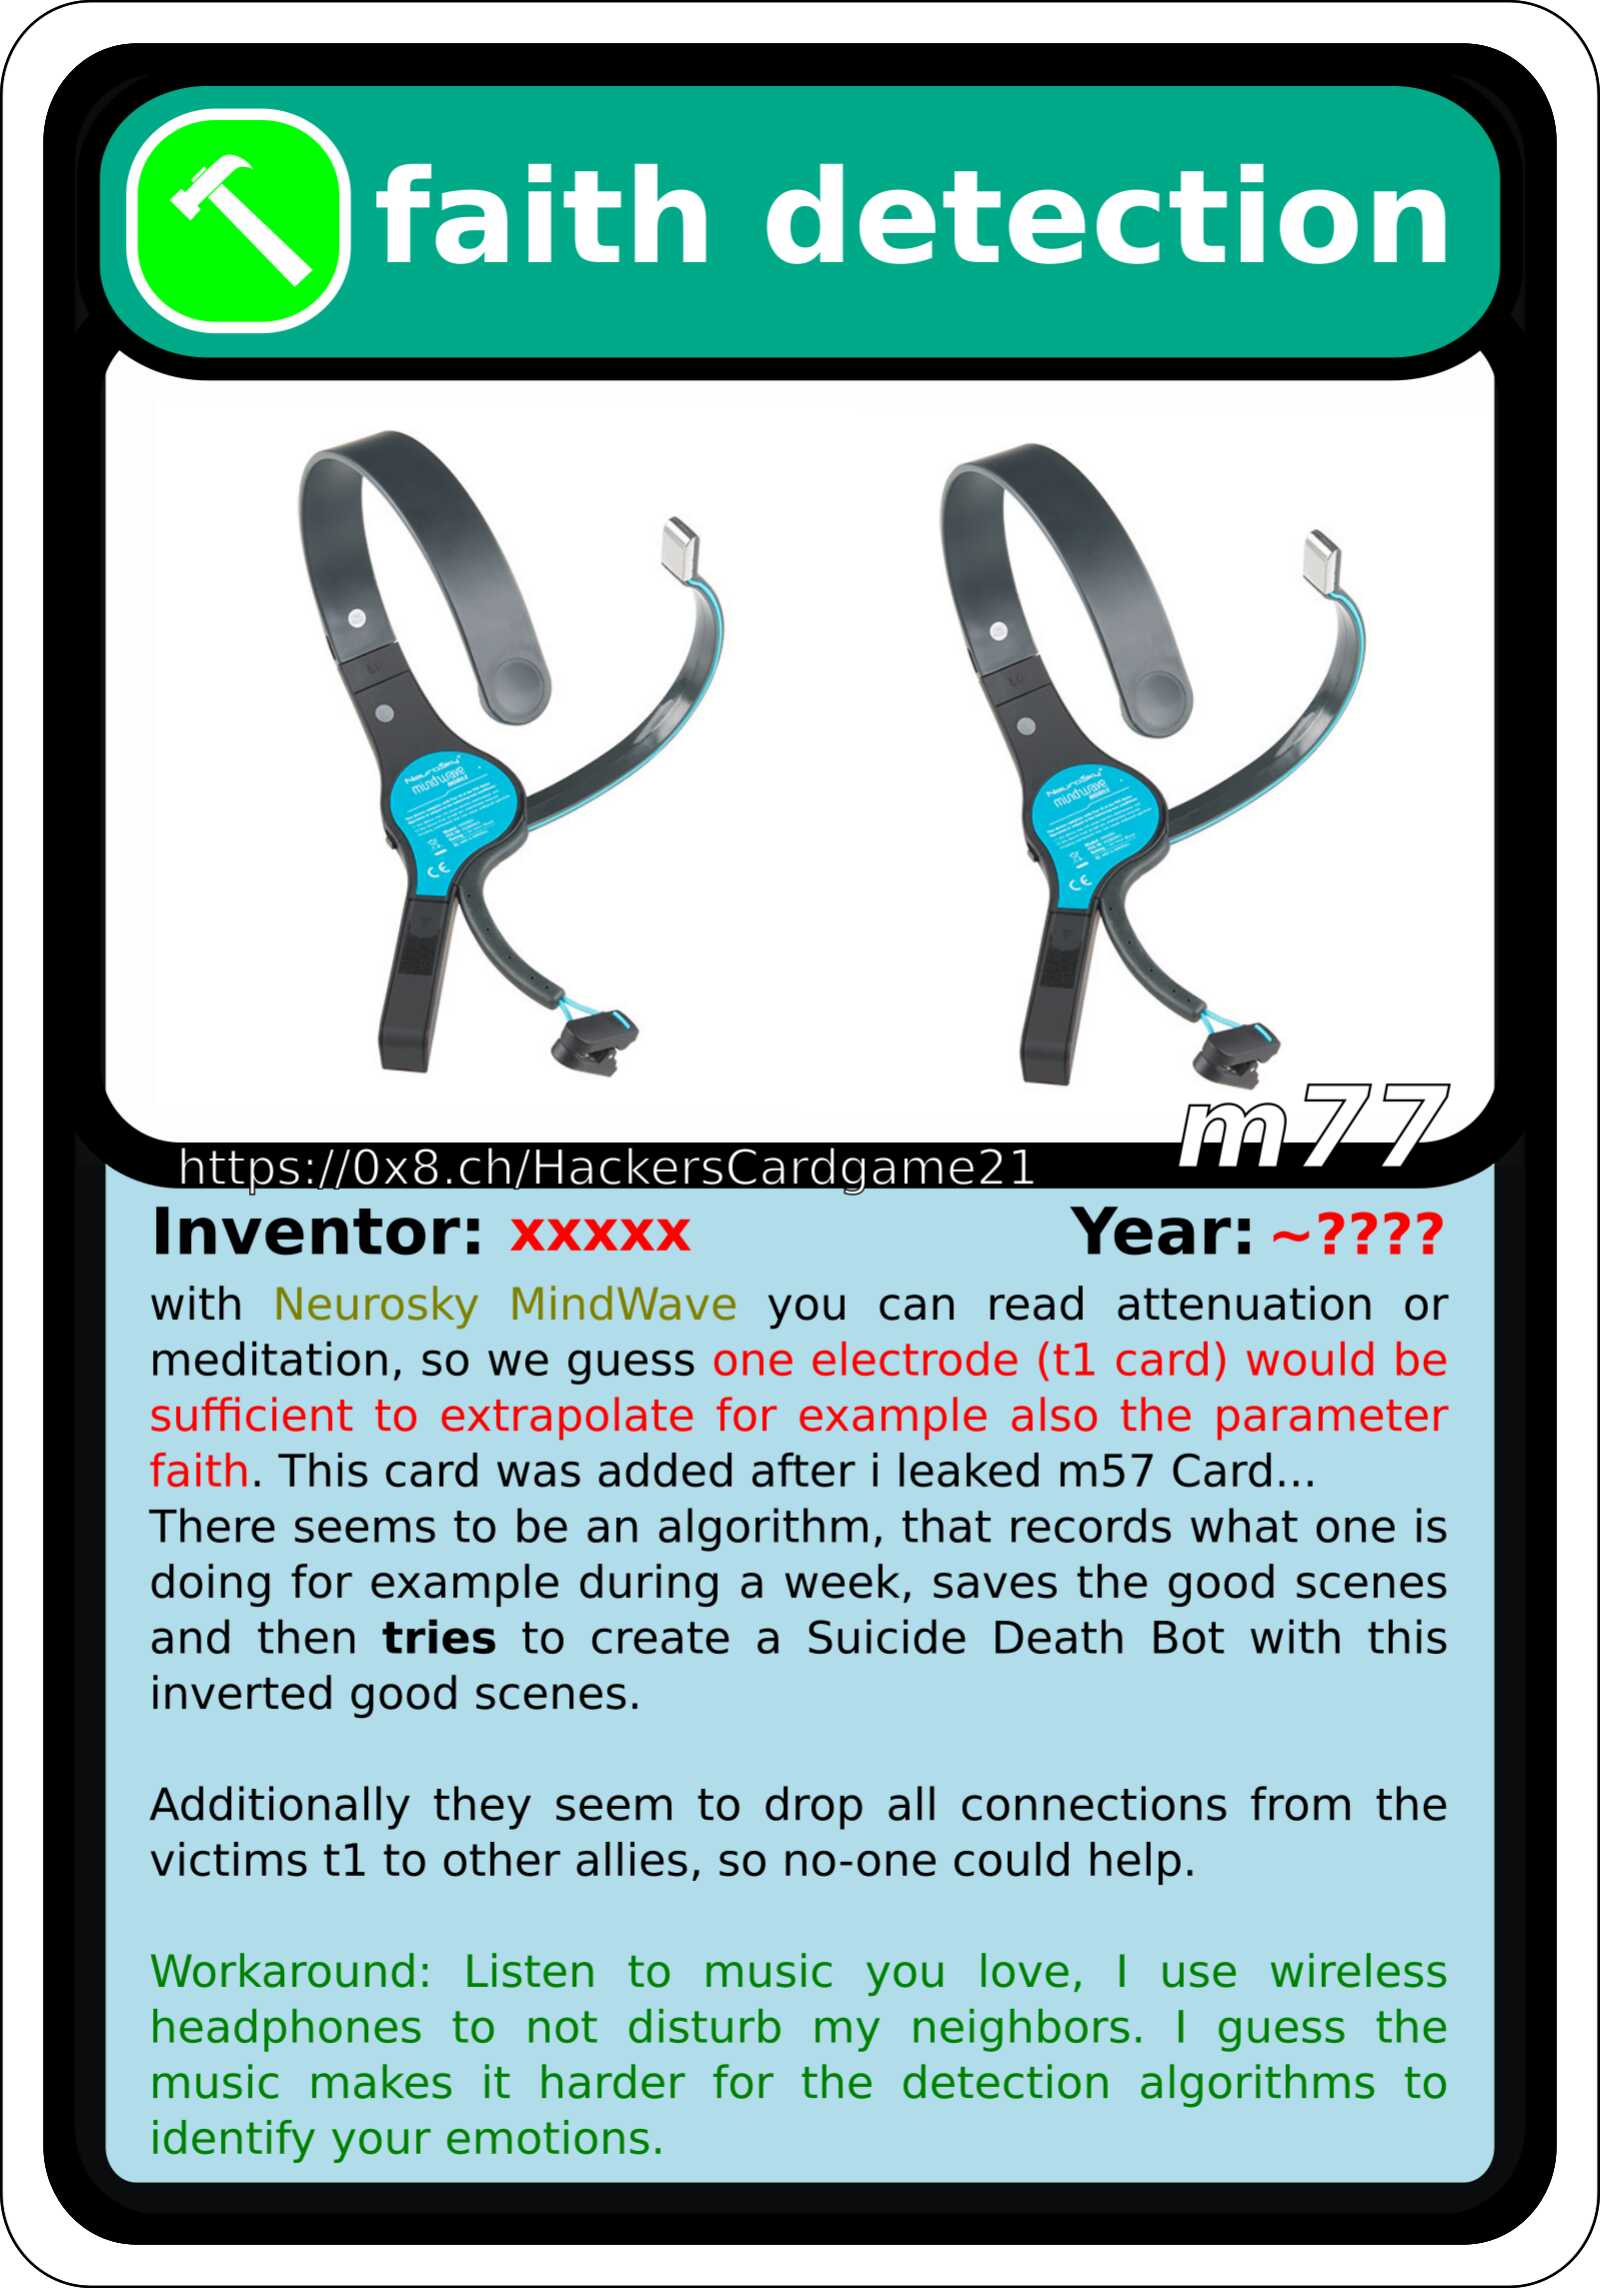 faith detection
NeuroSky
mindwave
NeuroSky
mindwave
m77
https://0x8.ch/HackersCardgame21
Inventor: xxxxx Year: ~????
with Neurosky MindWave you can read attenuation or
meditation, so we guess one electrode (t1 card) would be
sufficient to extrapolate for example also the parameter
faith. This card was added after i leaked m57 Card...
There seems to be an algorithm, that records what one is
doing for example during a week, saves the good scenes
and then tries to create a Suicide Death Bot with this
inverted good scenes.
Additionally they seem to drop all connections from the
victims t1 to other allies, so no-one could help.
Workaround: Listen to music you love, I use wireless
headphones to not disturb my neighbors. I guess the
music makes it harder for the detection algorithms to
identify your emotions.